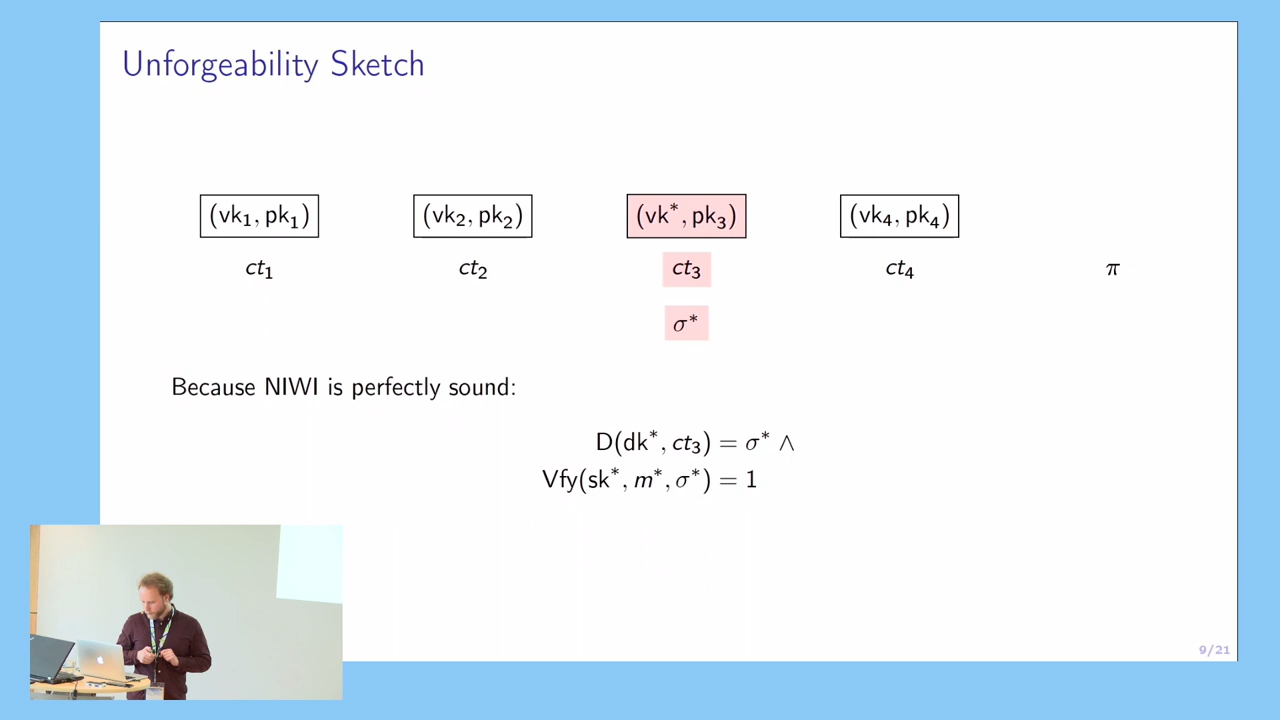 Unforgeability Sketch
(vk₁, pk₁) (vk₂, pk₂) (vk*, pk₃) (vk₄, pk₄)
ct₁ ct₂ ct₃ ct₄ π
σ*
Because NIWI is perfectly sound:
D(dk*, ct₃) = σ* ∧
Vfy(sk*, m*, σ*) = 1
9/21